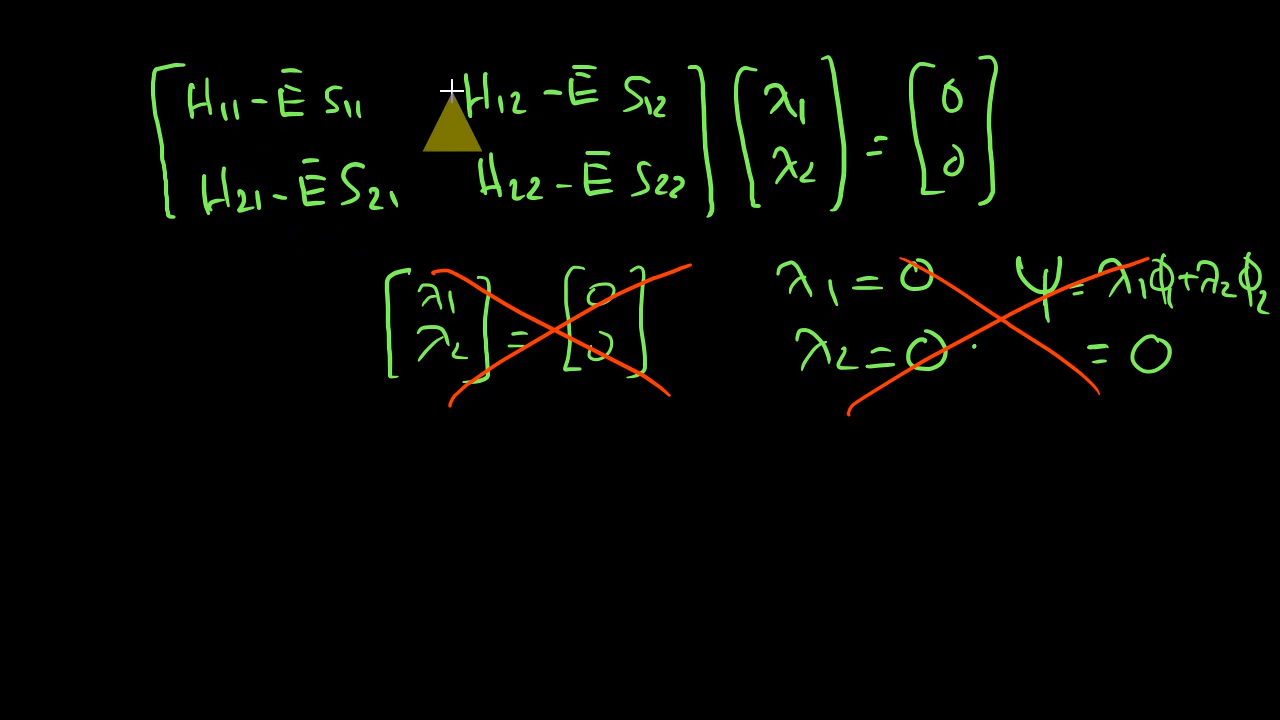 [H₁₁ - Ē S₁₁ H₁₂ - Ē S₁₂] [λ₁] = [0]
[H₂₁ - Ē S₂₁ H₂₂ - Ē S₂₂] [λ₂] [0]
[λ₁] = [0] λ₁ = 0 ψ = λ₁ϕ₁ + λ₂ϕ₂
[λ₂] [0] λ₂ = 0 . = 0